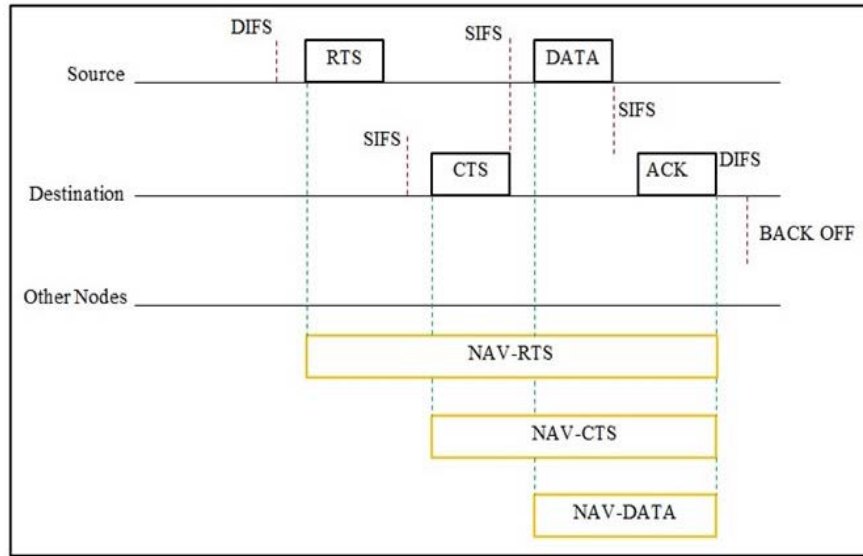 DIFS
RTS
SIFS
DATA
Source
SIFS
SIFS
CTS
ACK
DIFS
Destination
BACK OFF
Other Nodes
NAV-RTS
NAV-CTS
NAV-DATA